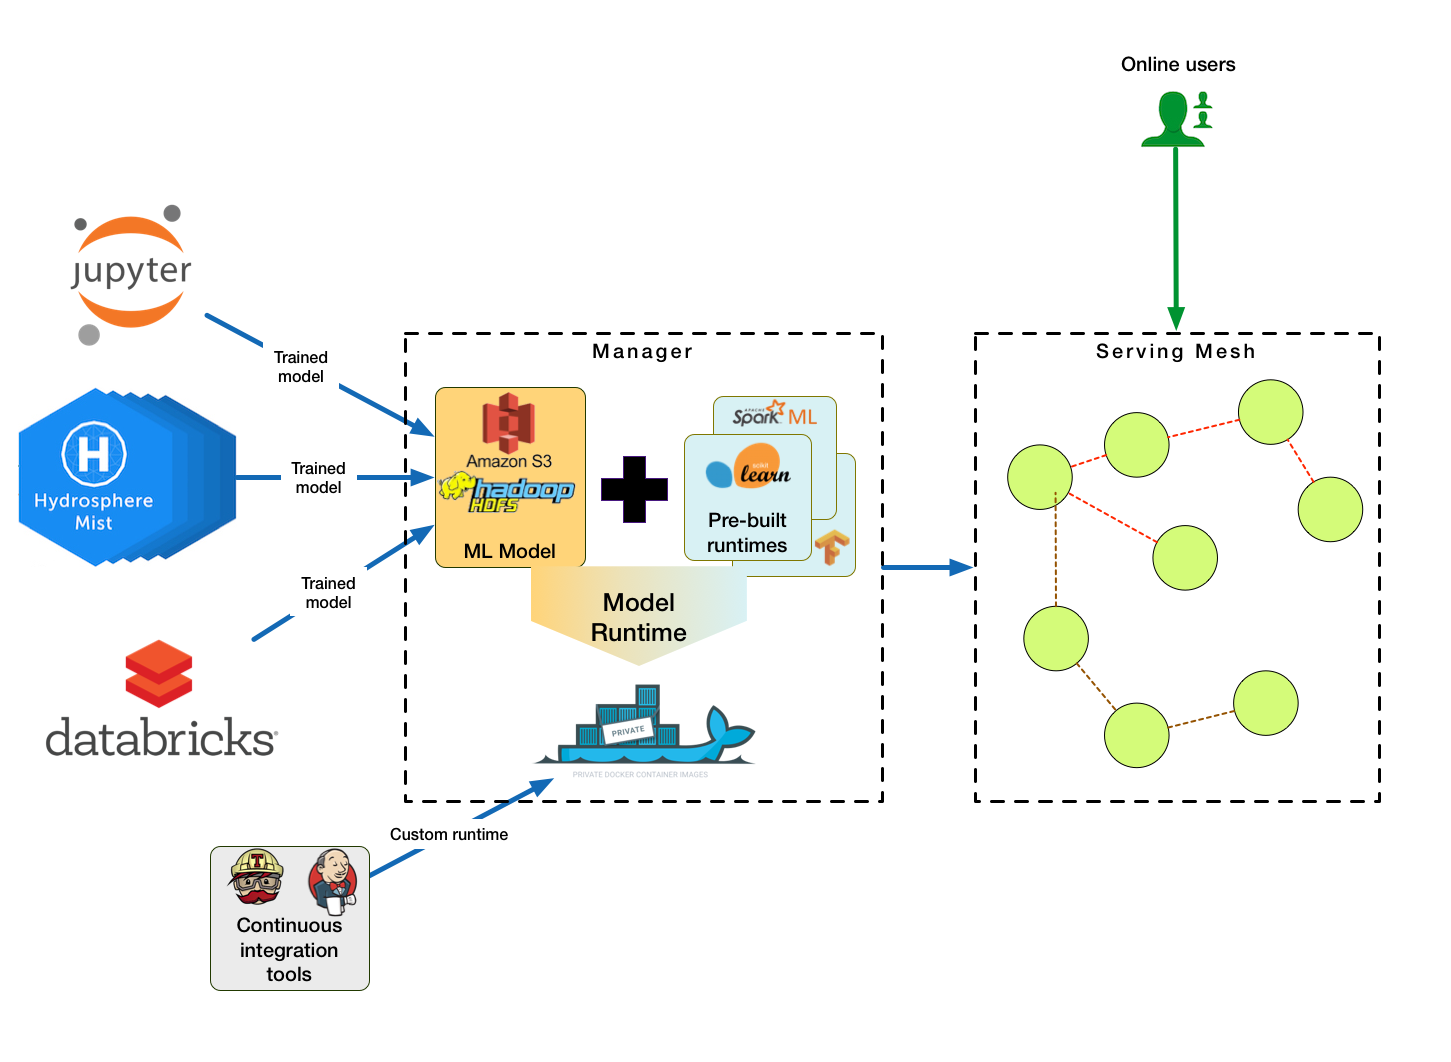 Online users
jupyter
Trained
model
Hydrosphere
Mist
Trained
model
Trained
model
databricks
Manager
Amazon S3
hadoop
HDFS
ML Model
APACHE
Spark ML
scikit
learn
Pre-built
runtimes
Model
Runtime
PRIVATE
PRIVATE DOCKER CONTAINER IMAGES
Serving Mesh
Custom runtime
T
Continuous
integration
tools